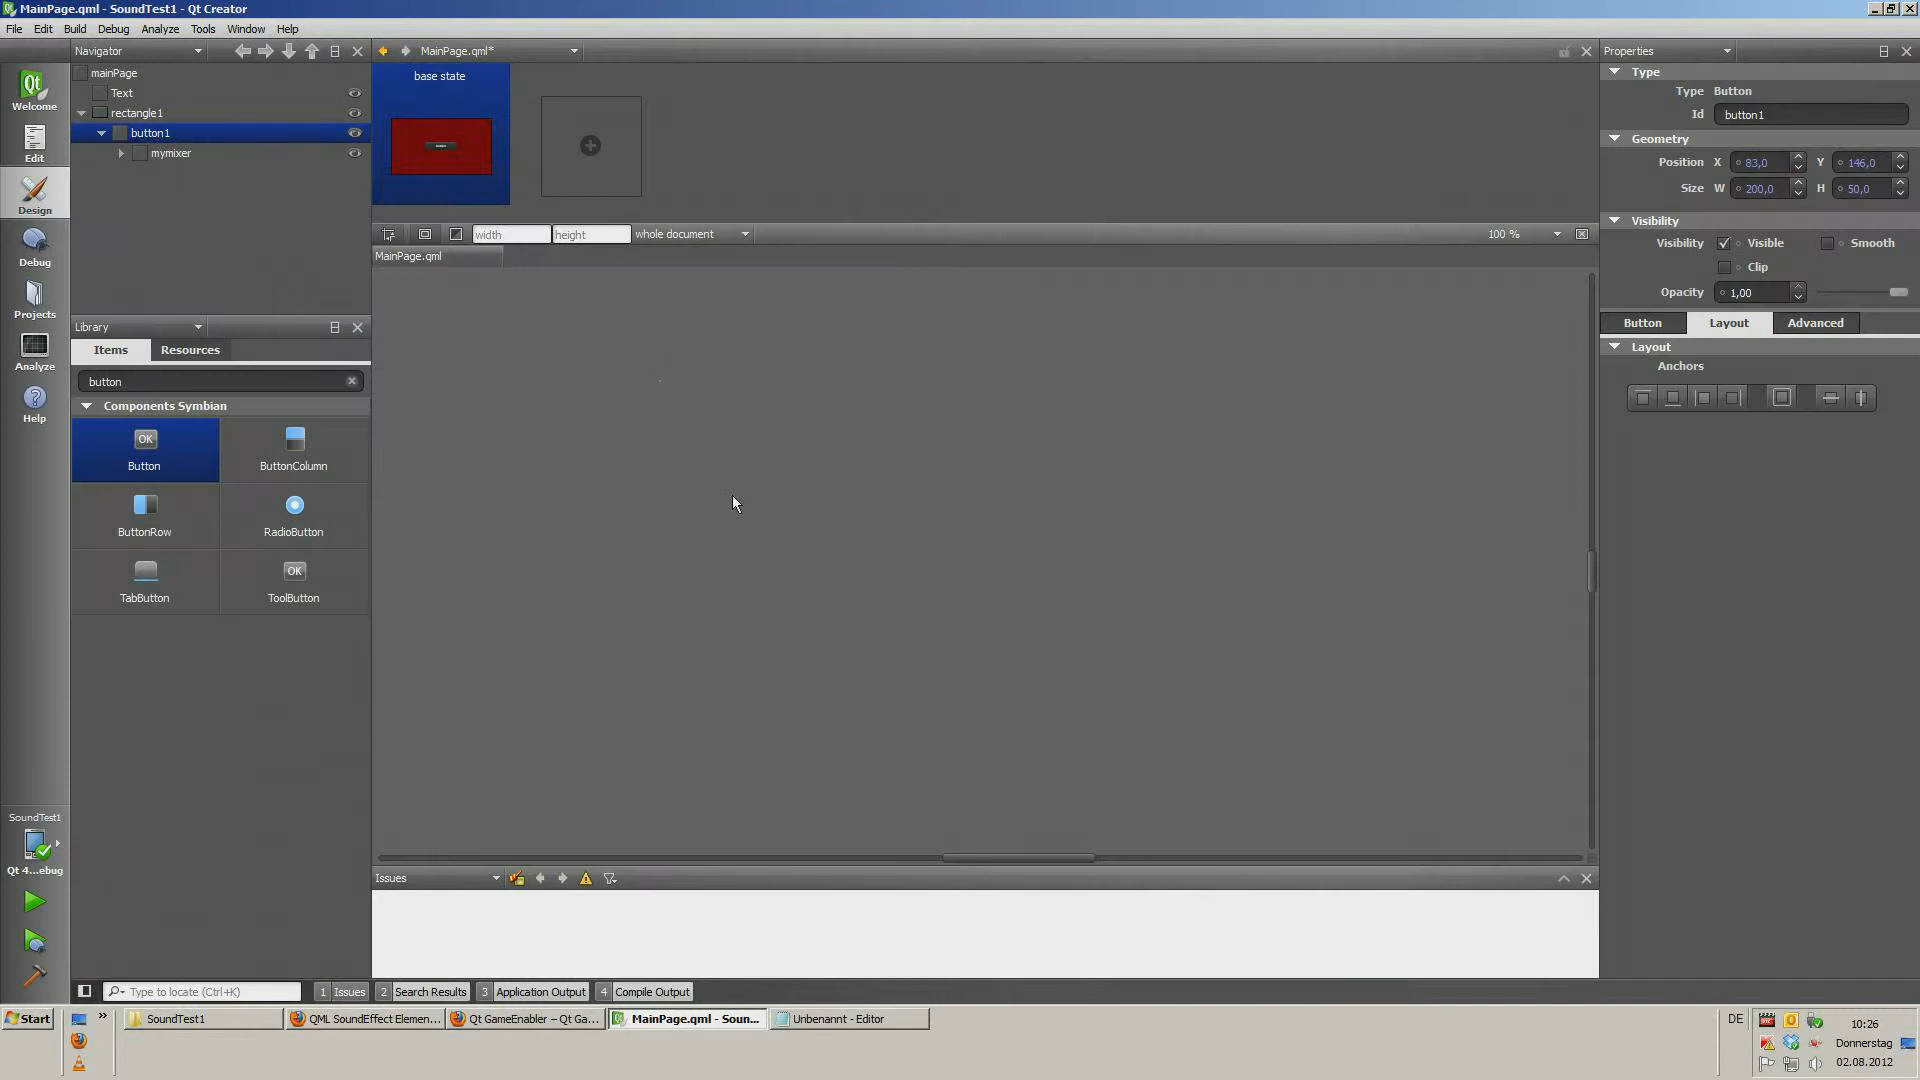 MainPage.qml - SoundTest1 - Qt Creator
File Edit Build Debug Analyze Tools Window Help
Navigator
MainPage.qml*
Properties
mainPage
Text
rectangle1
button1
mymixer
base state
Type
Type Button
Id button1
Geometry
Position X 83,0 Y 146,0
Size W 200,0 H 50,0
Visibility
Visibility Visible Smooth
Clip
Opacity 1,00
Button Layout Advanced
Layout
Anchors
Welcome
Edit
Design
Debug
Projects
Analyze
Help
width height whole document 100 %
MainPage.qml
Library
Items Resources
button
Components Symbian
OK
Button ButtonColumn
ButtonRow RadioButton
OK
TabButton ToolButton
SoundTest1
Qt 4...ebug
Issues
Type to locate (Ctrl+K) 1 Issues 2 Search Results 3 Application Output 4 Compile Output
Start SoundTest1 QML SoundEffect Elemen... Qt GameEnabler – Qt Ga... MainPage.qml - Soun... Unbenannt - Editor DE
10:26
Donnerstag
02.08.2012